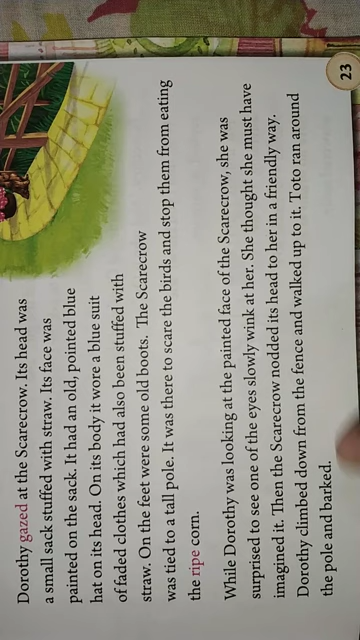 Dorothy gazed at the Scarecrow. Its head was
a small sack stuffed with straw. Its face was
painted on the sack. It had an old, pointed blue
hat on its head. On its body it wore a blue suit
of faded clothes which had also been stuffed with
straw. On the feet were some old boots. The Scarecrow
was tied to a tall pole. It was there to scare the birds and stop them from eating
the ripe corn.
While Dorothy was looking at the painted face of the Scarecrow, she was
surprised to see one of the eyes slowly wink at her. She thought she must have
imagined it. Then the Scarecrow nodded its head to her in a friendly way.
Dorothy climbed down from the fence and walked up to it. Toto ran around
the pole and barked.
23